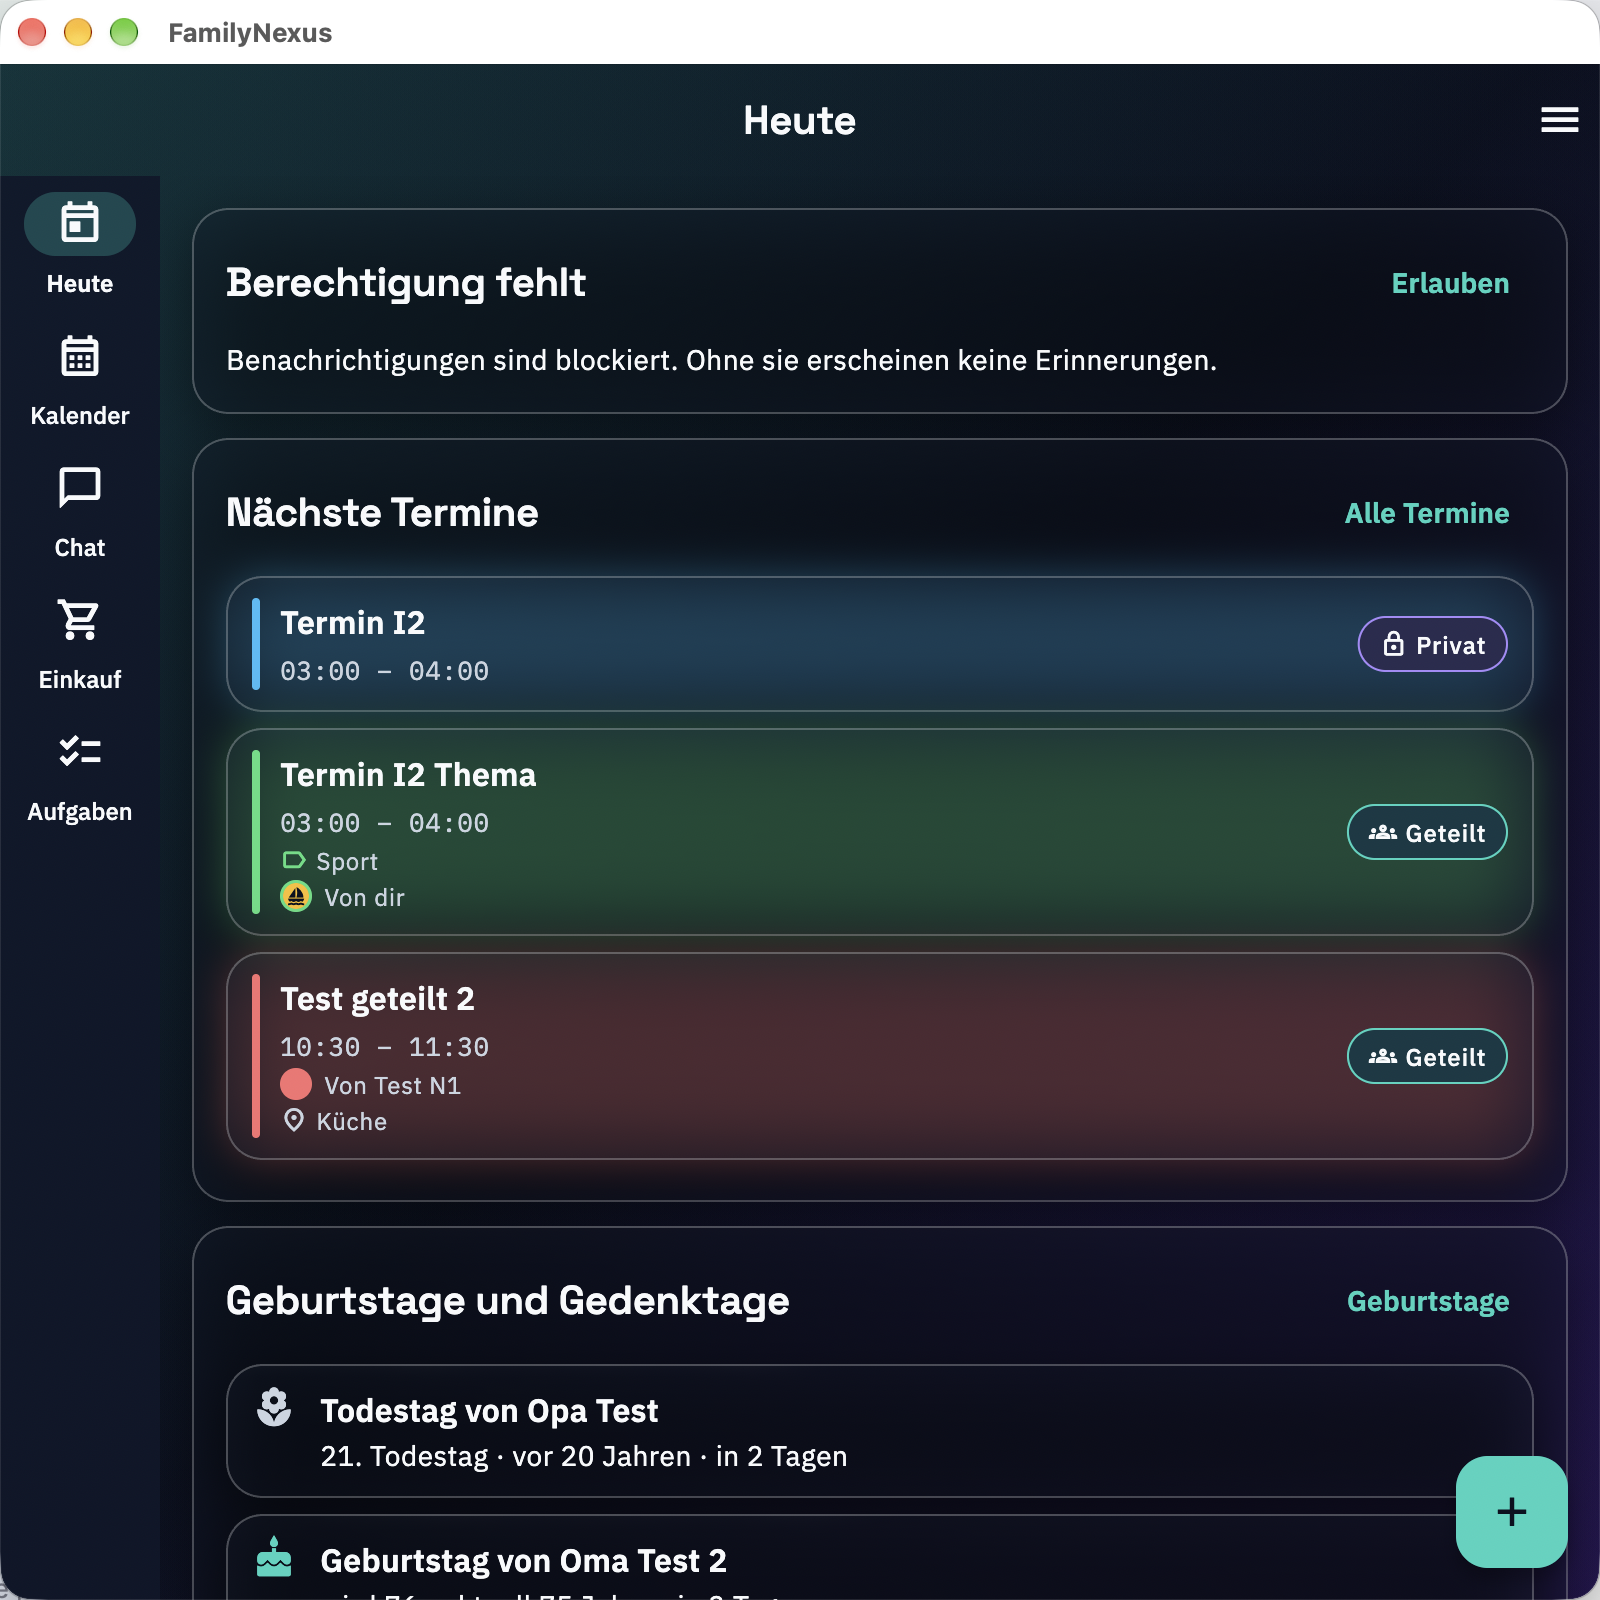 FamilyNexus
Heute
Heute
Kalender
Chat
Einkauf
Aufgaben
Berechtigung fehlt
Erlauben
Benachrichtigungen sind blockiert. Ohne sie erscheinen keine Erinnerungen.
Nächste Termine
Alle Termine
Termin I2
03:00 – 04:00
Privat
Termin I2 Thema
03:00 – 04:00
Sport
Von dir
Geteilt
Test geteilt 2
10:30 – 11:30
Von Test N1
Küche
Geteilt
Geburtstage und Gedenktage
Geburtstage
Todestag von Opa Test
21. Todestag · vor 20 Jahren · in 2 Tagen
Geburtstag von Oma Test 2